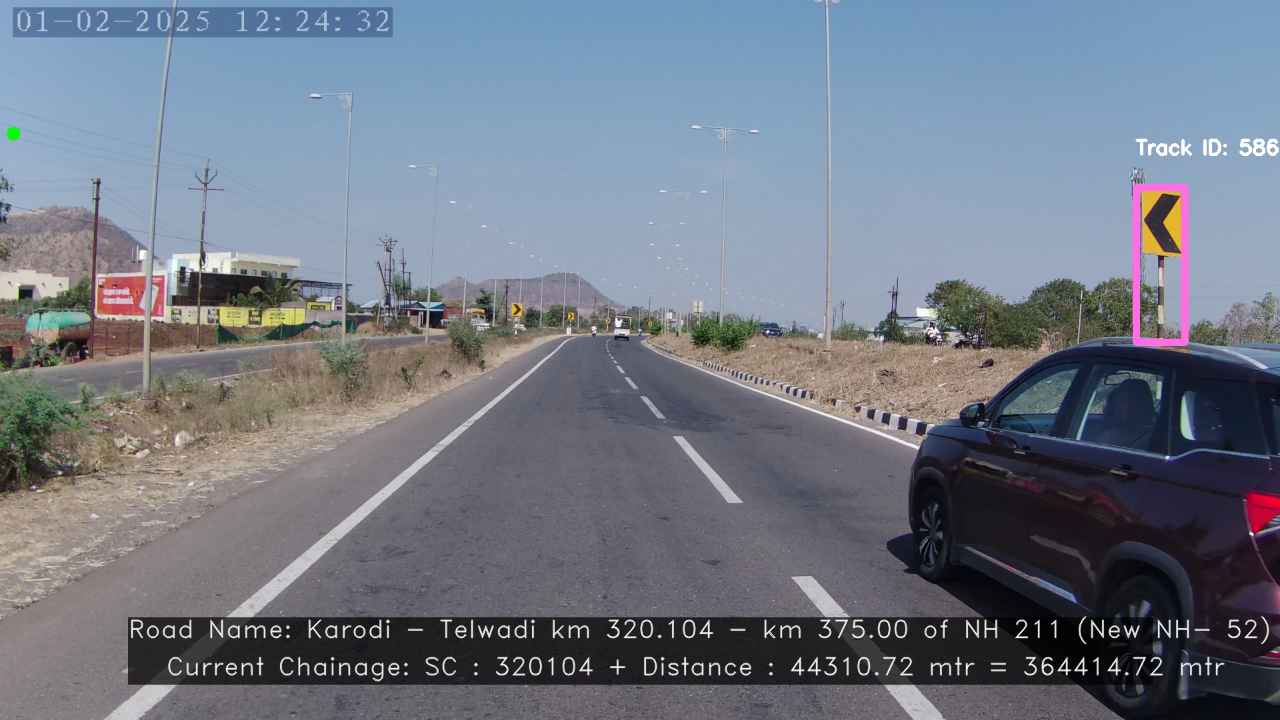 01-02-2025 12:24:32
Track ID: 586
Road Name: Karodi - Telwadi km 320.104 - km 375.00 of NH 211 (New NH- 52)
Current Chainage: SC : 320104 + Distance : 44310.72 mtr = 364414.72 mtr